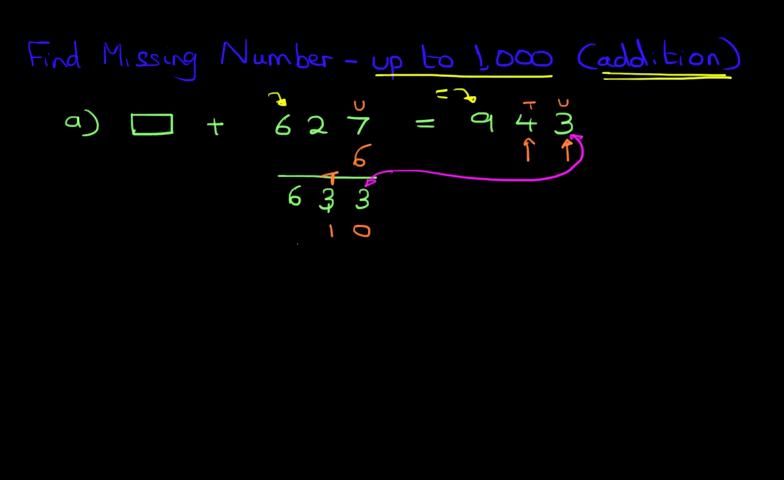 Find Missing Number - up to 1,000 (addition)
U = T U
a) □ + 627 = 943
6
T
633
10